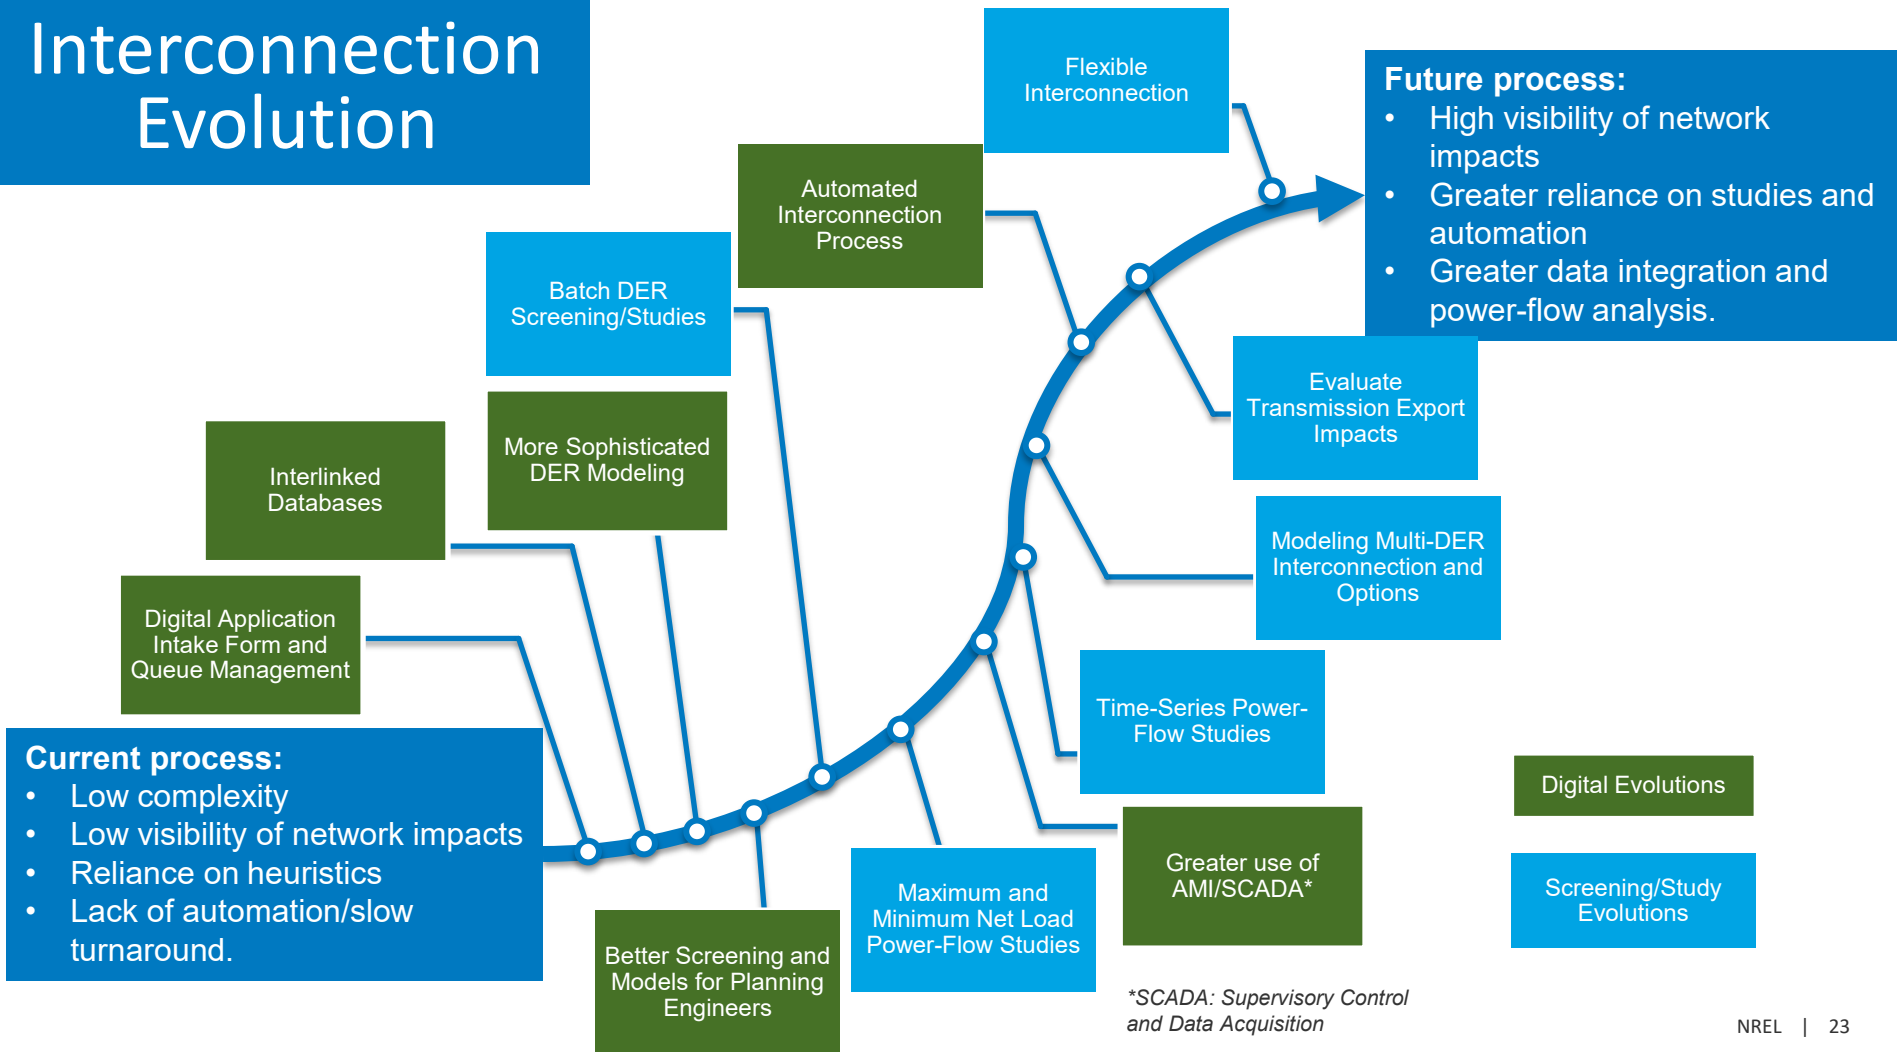 Interconnection
Evolution
Flexible
Interconnection
Future process:
• High visibility of network
impacts
• Greater reliance on studies and
automation
• Greater data integration and
power-flow analysis.
Automated
Interconnection
Process
Batch DER
Screening/Studies
Evaluate
Transmission Export
Impacts
More Sophisticated
DER Modeling
Interlinked
Databases
Modeling Multi-DER
Interconnection and
Options
Digital Application
Intake Form and
Queue Management
Time-Series Power-
Flow Studies
Current process:
• Low complexity
• Low visibility of network impacts
• Reliance on heuristics
• Lack of automation/slow
turnaround.
Digital Evolutions
Greater use of
AMI/SCADA*
Maximum and
Minimum Net Load
Power-Flow Studies
Screening/Study
Evolutions
Better Screening and
Models for Planning
Engineers
*SCADA: Supervisory Control
and Data Acquisition
NREL | 23